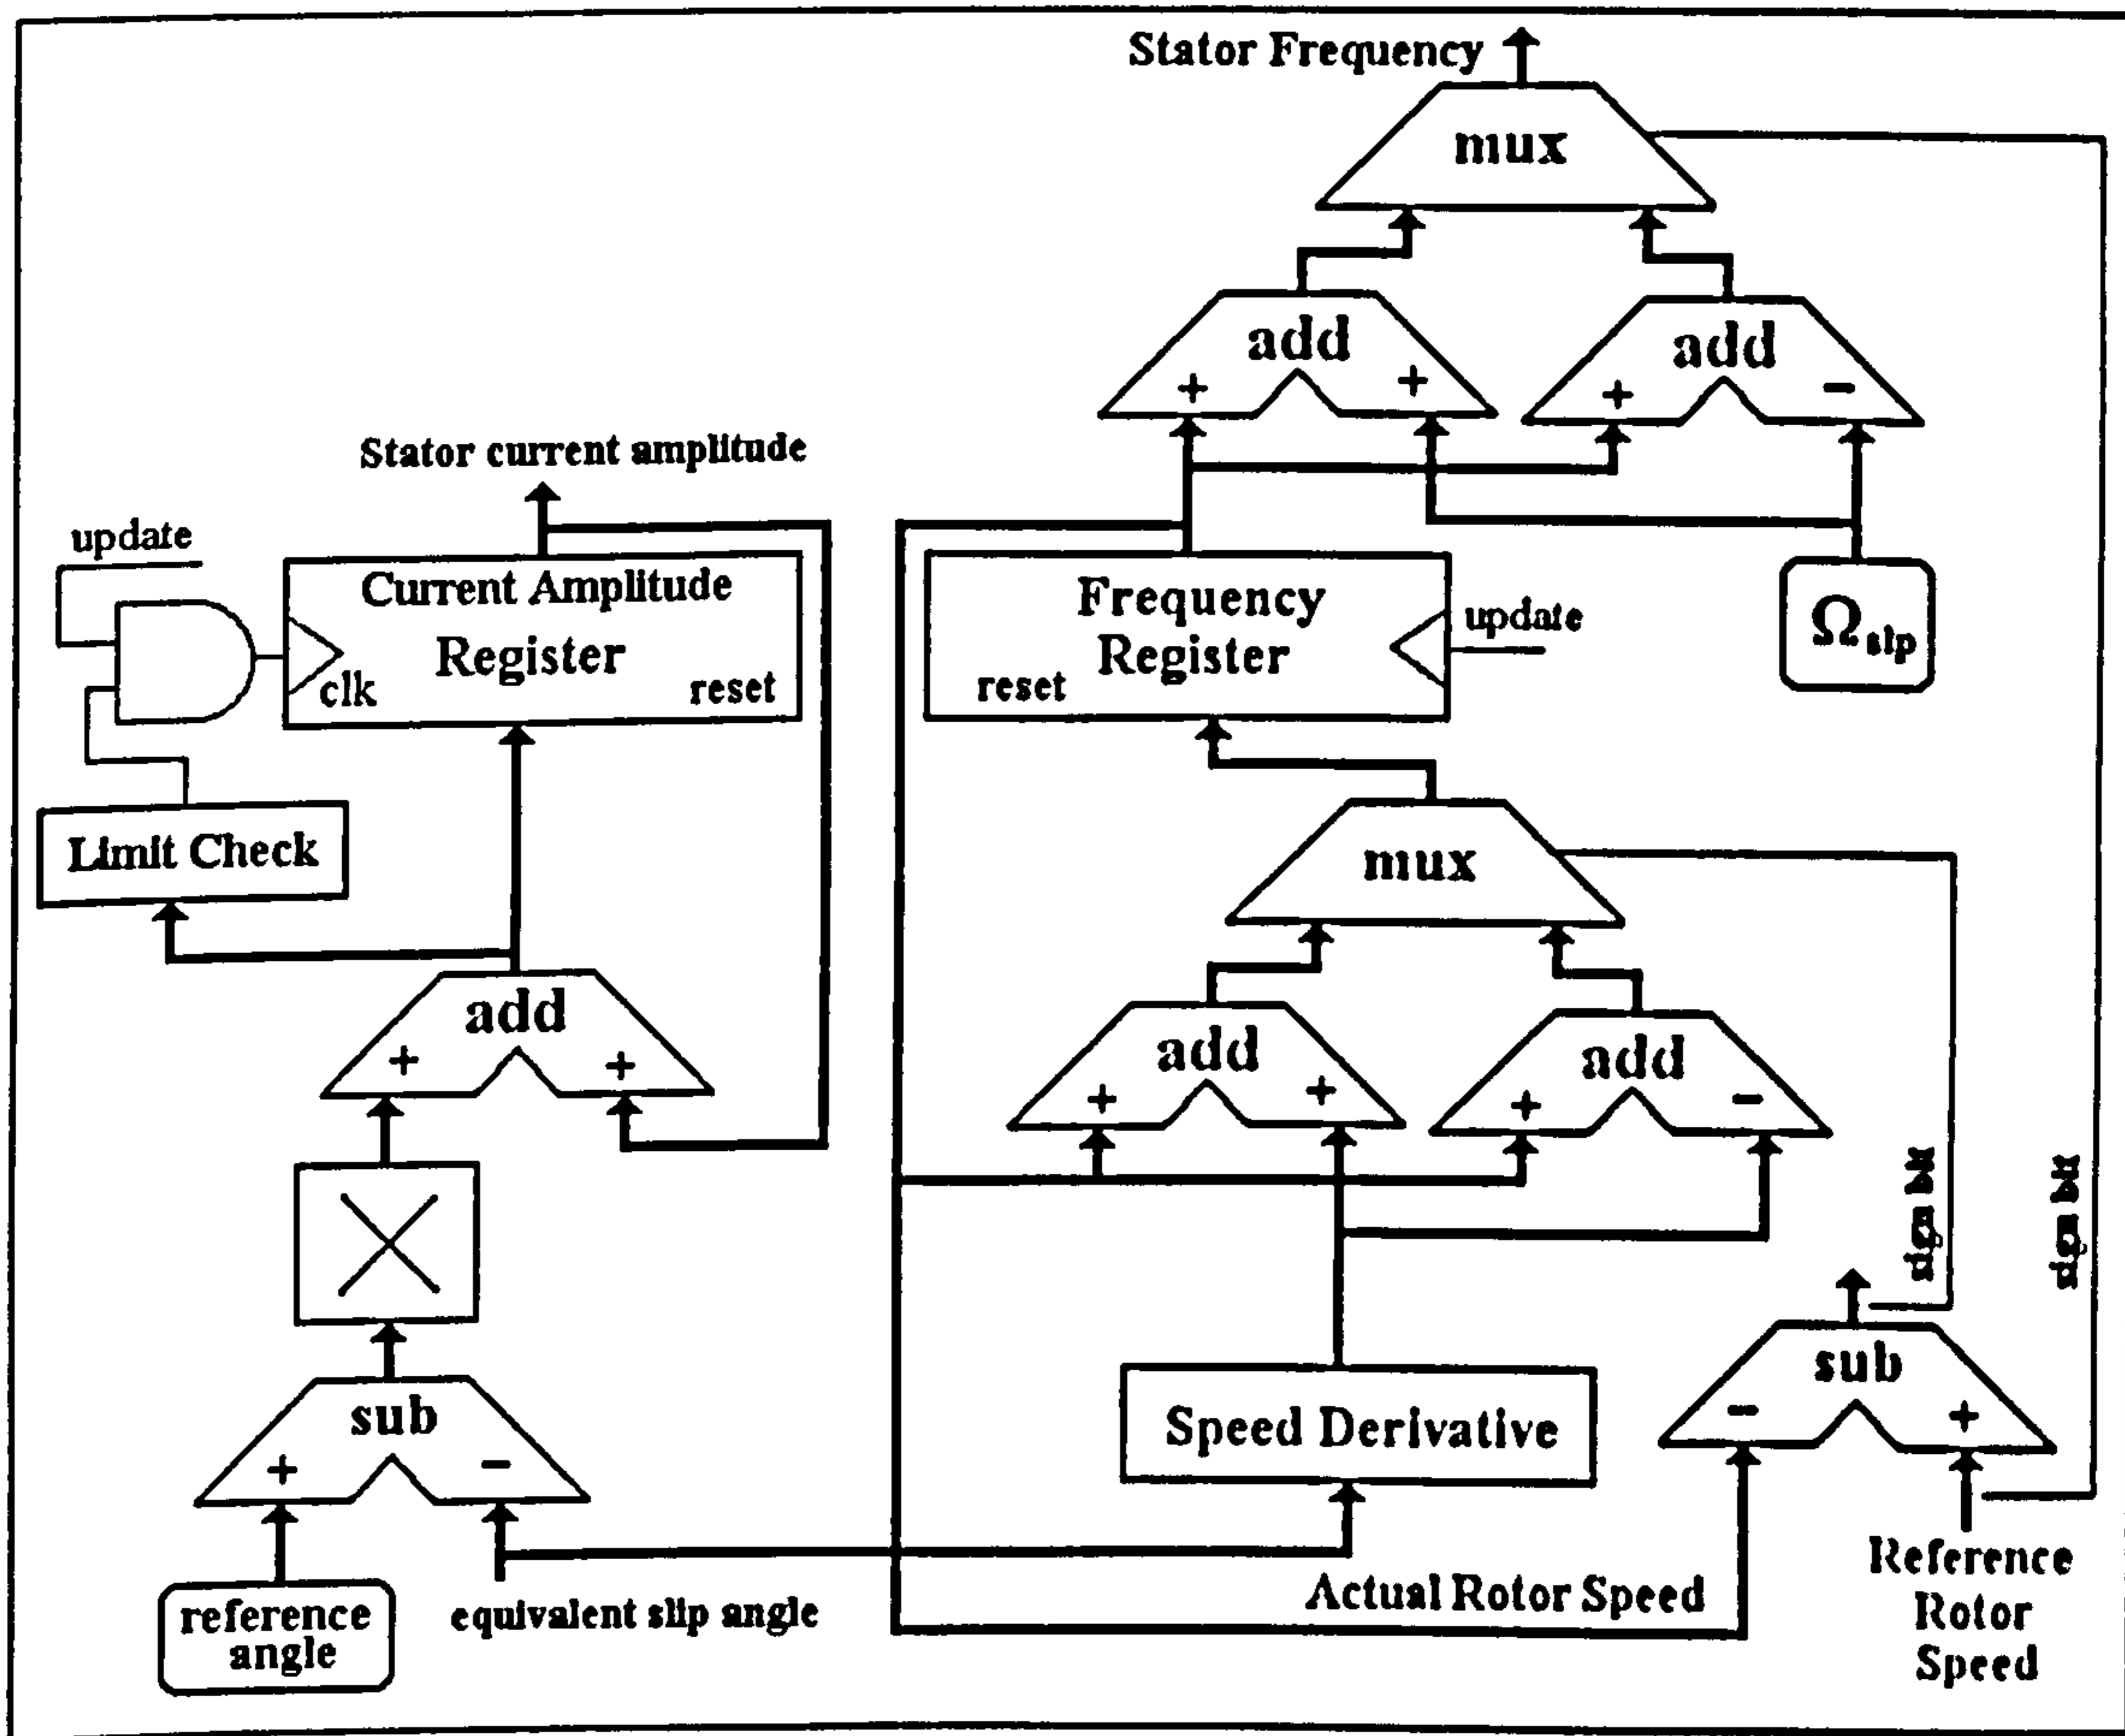 Stator Frequency
mux
add
+ +
add
+ −
Stator current amplitude
update
Current Amplitude
Register
clk
reset
Frequency
Register
reset
update
Ωslp
Limit Check
mux
add
+ +
add
+ +
add
+ −
sign bit
sign bit
sub
+ −
Speed Derivative
sub
− +
reference
angle
equivalent slip angle
Actual Rotor Speed
Reference
Rotor
Speed